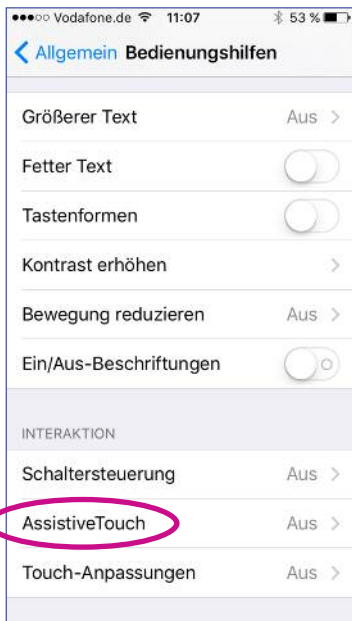 Vodafone.de 11:07 53 %
Allgemein Bedienungshilfen
Größerer Text Aus
Fetter Text
Tastenformen
Kontrast erhöhen
Bewegung reduzieren Aus
Ein/Aus-Beschriftungen
INTERAKTION
Schaltersteuerung Aus
AssistiveTouch Aus
Touch-Anpassungen Aus